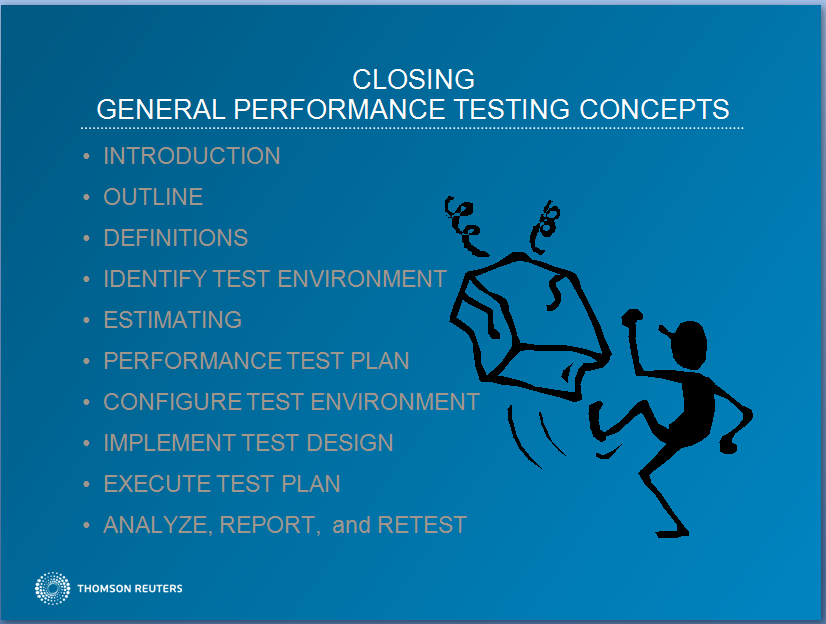 CLOSING
GENERAL PERFORMANCE TESTING CONCEPTS
• INTRODUCTION
• OUTLINE
• DEFINITIONS
• IDENTIFY TEST ENVIRONMENT
• ESTIMATING
• PERFORMANCE TEST PLAN
• CONFIGURE TEST ENVIRONMENT
• IMPLEMENT TEST DESIGN
• EXECUTE TEST PLAN
• ANALYZE, REPORT, and RETEST
THOMSON REUTERS